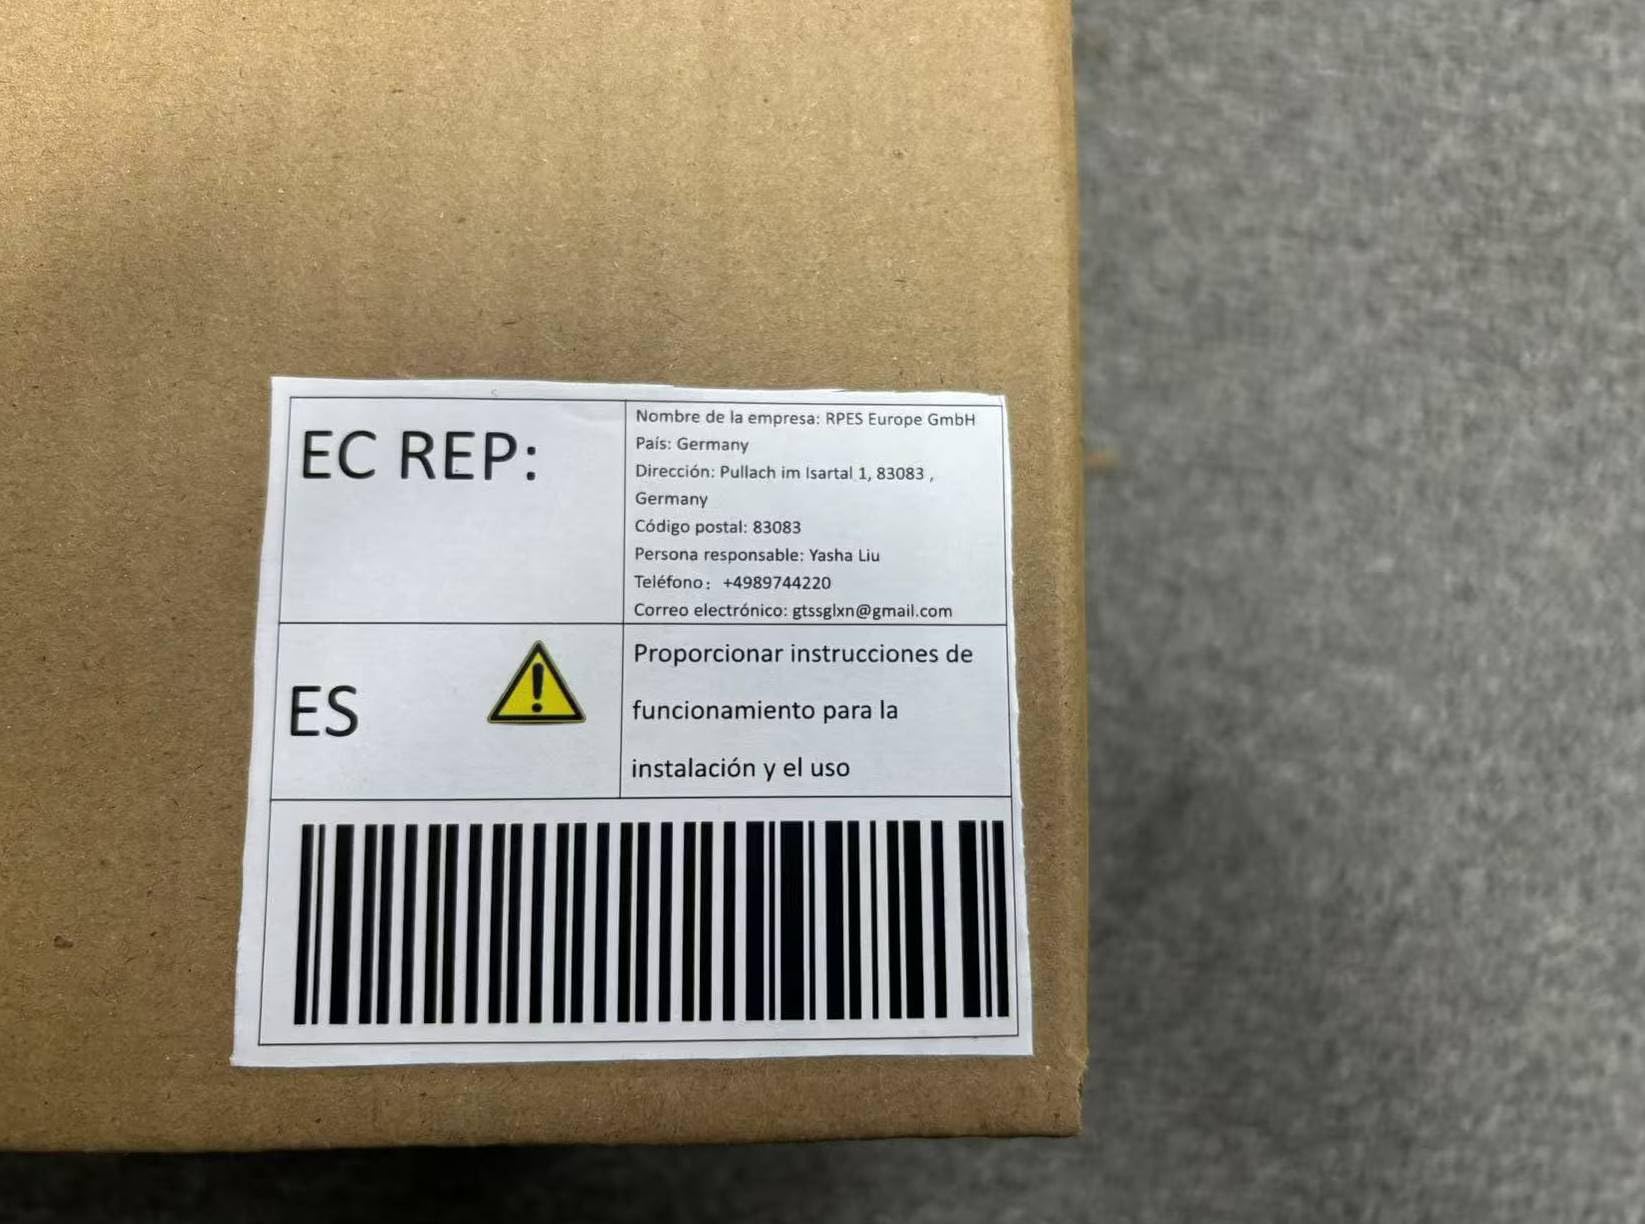 EC REP:
Nombre de la empresa: RPES Europe GmbH
País: Germany
Dirección: Pullach im Isartal 1, 83083 ,
Germany
Código postal: 83083
Persona responsable: Yasha Liu
Teléfono： +4989744220
Correo electrónico: gtssglxn@gmail.com
ES
Proporcionar instrucciones de
funcionamiento para la
instalación y el uso